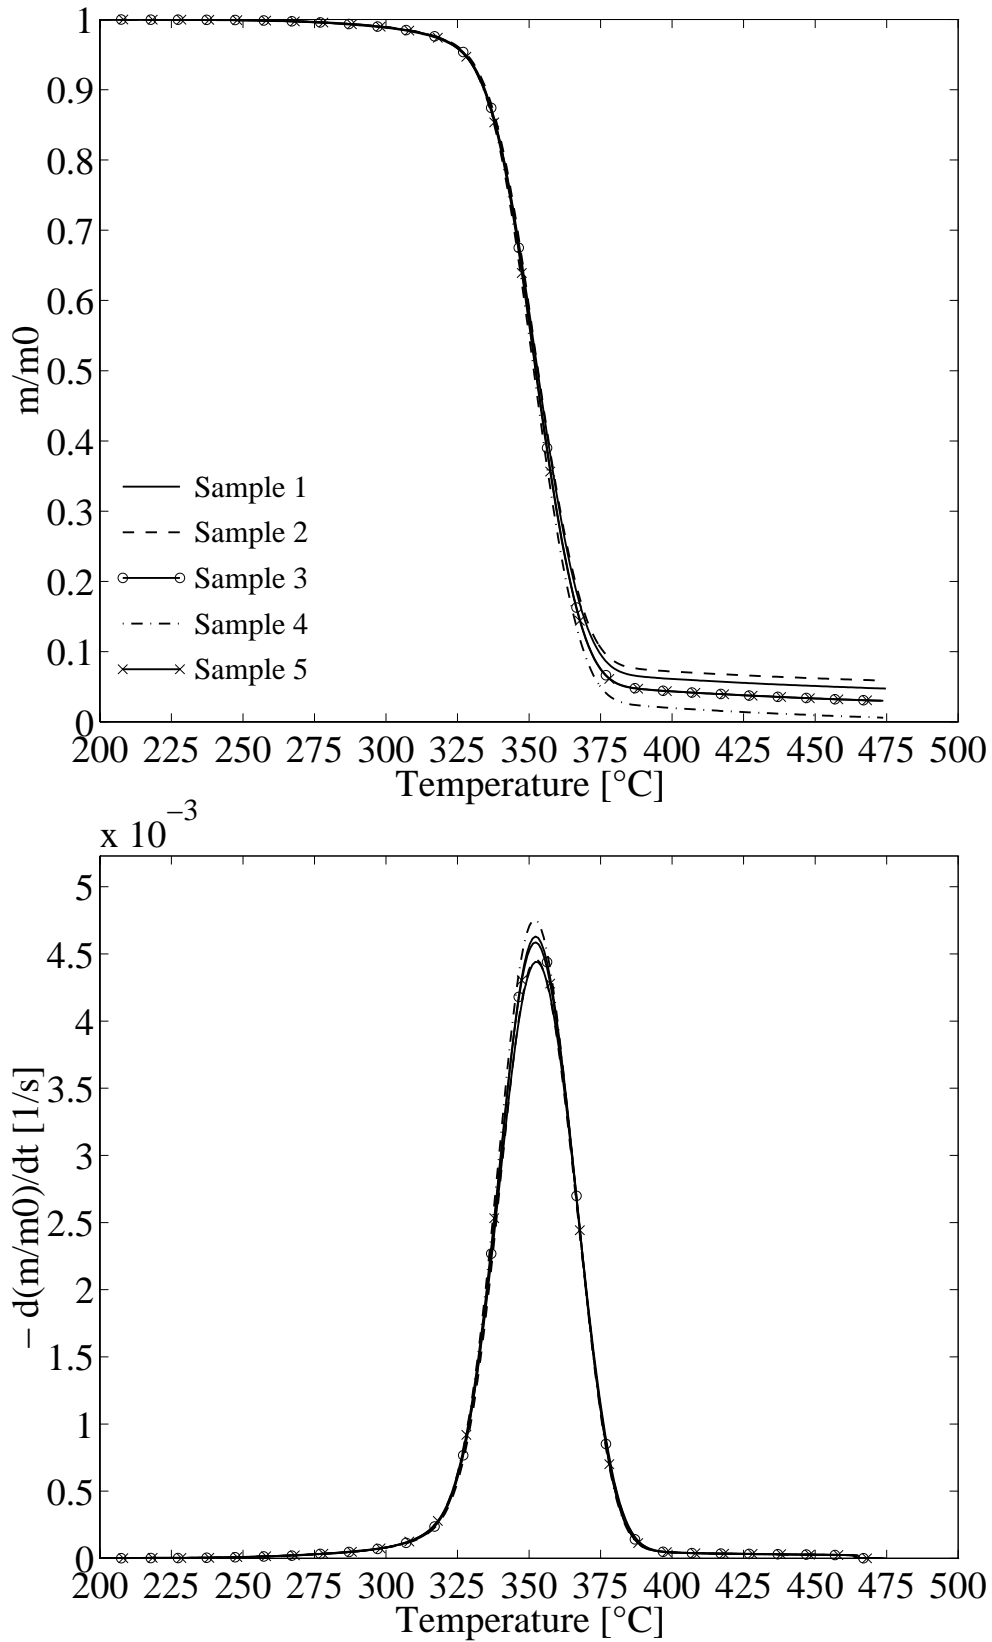 1
0.9
0.8
0.7
0.6
0.5
0.4
0.3
0.2
0.1
0
m/m0
Sample 1
Sample 2
Sample 3
Sample 4
Sample 5
200 225 250 275 300 325 350 375 400 425 450 475 500
Temperature [°C]
x 10−3
5
4.5
4
3.5
3
2.5
2
1.5
1
0.5
0
− d(m/m0)/dt [1/s]
200 225 250 275 300 325 350 375 400 425 450 475 500
Temperature [°C]